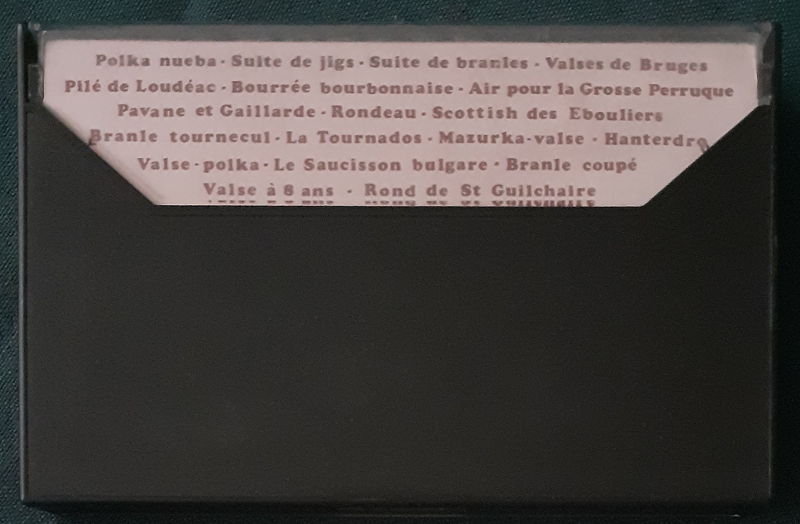 Polka nueba · Suite de jigs · Suite de branles · Valses de Bruges
Pilé de Loudéac · Bourrée bourbonnaise · Air pour la Grosse Perruque
Pavane et Gaillarde · Rondeau · Scottish des Ebouliers
Branle tournecul · La Tournados · Mazurka-valse · Hanterdro
Valse-polka · Le Saucisson bulgare · Branle coupé
Valse à 8 ans · Rond de St Guilchaire